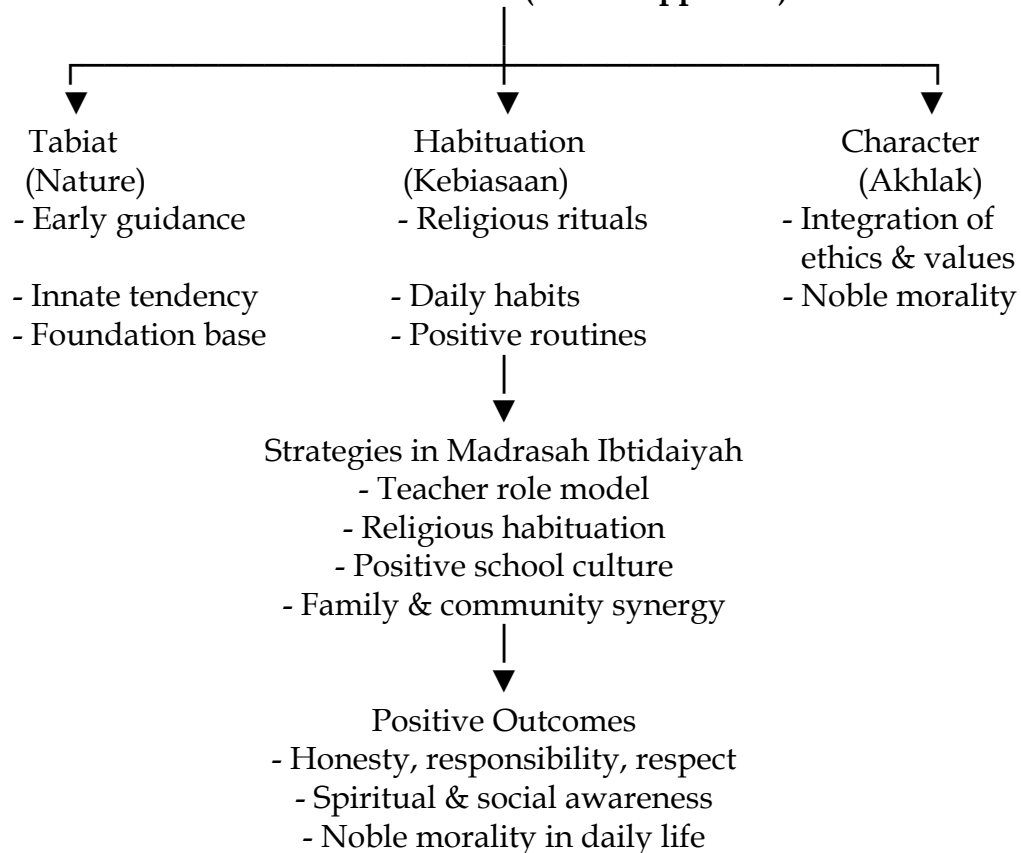 Tabiat
(Nature)
- Early guidance
- Innate tendency
- Foundation base
Habituation
(Kebiasaan)
- Religious rituals
- Daily habits
- Positive routines
Character
(Akhlak)
- Integration of
ethics & values
- Noble morality
Strategies in Madrasah Ibtidaiyah
- Teacher role model
- Religious habituation
- Positive school culture
- Family & community synergy
Positive Outcomes
- Honesty, responsibility, respect
- Spiritual & social awareness
- Noble morality in daily life